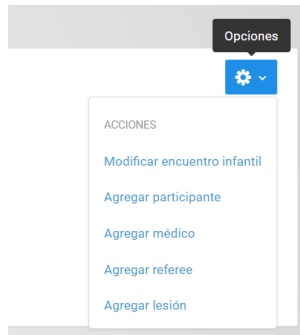 Opciones
ACCIONES
Modificar encuentro infantil
Agregar participante
Agregar médico
Agregar referee
Agregar lesión